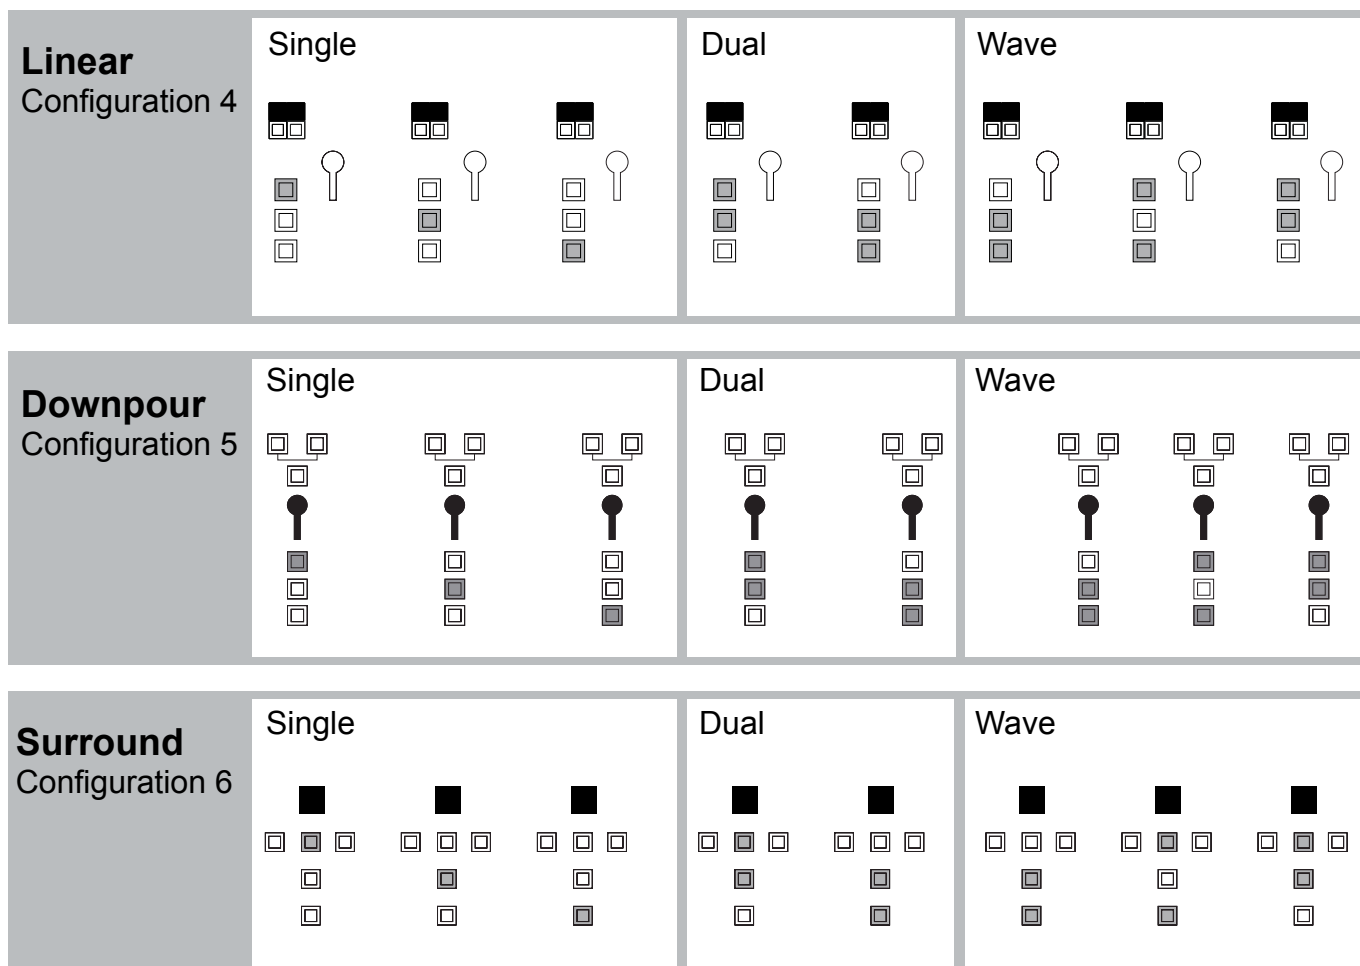 Linear
Configuration 4
Single
Dual
Wave
Downpour
Configuration 5
Single
Dual
Wave
Surround
Configuration 6
Single
Dual
Wave